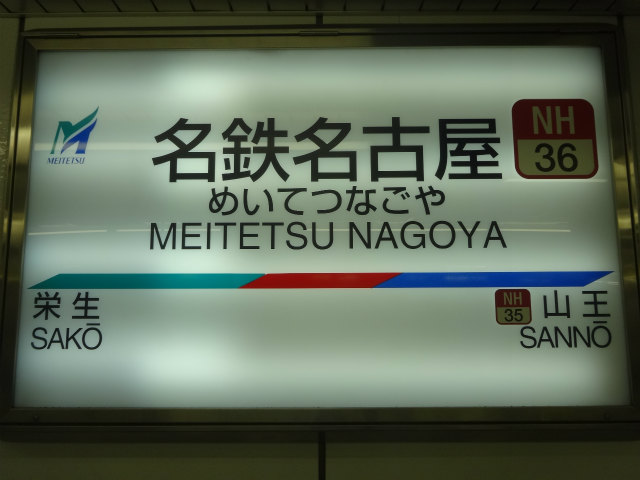 MEITETSU
名鉄名古屋
NH
36
めいてつなごや
MEITETSU NAGOYA
栄生
SAKŌ
NH
35
山王
SANNŌ